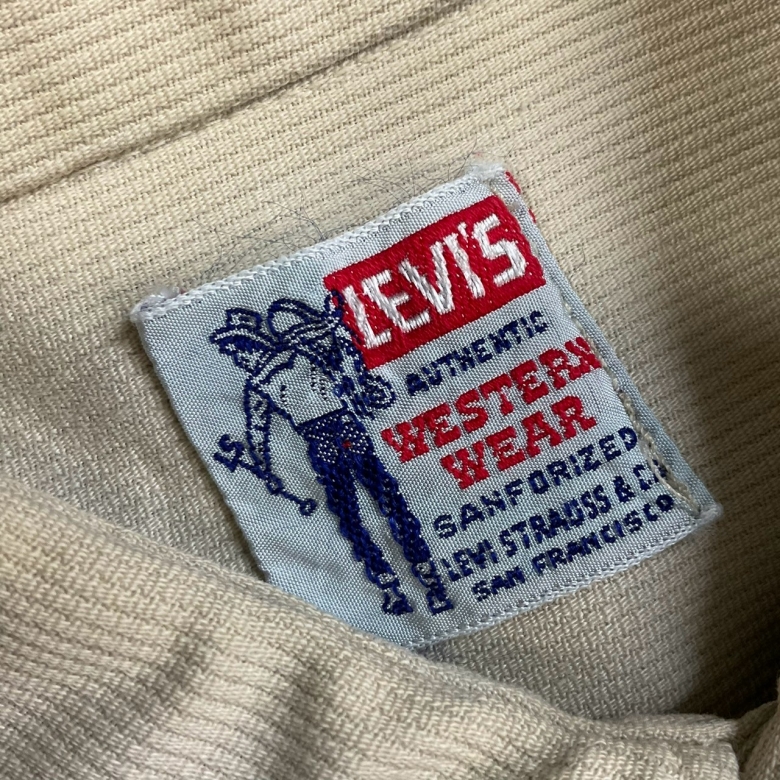 LEVI'S
AUTHENTIC
WESTERN
WEAR
SANFORIZED
LEVI STRAUSS & CO
SAN FRANCISCO